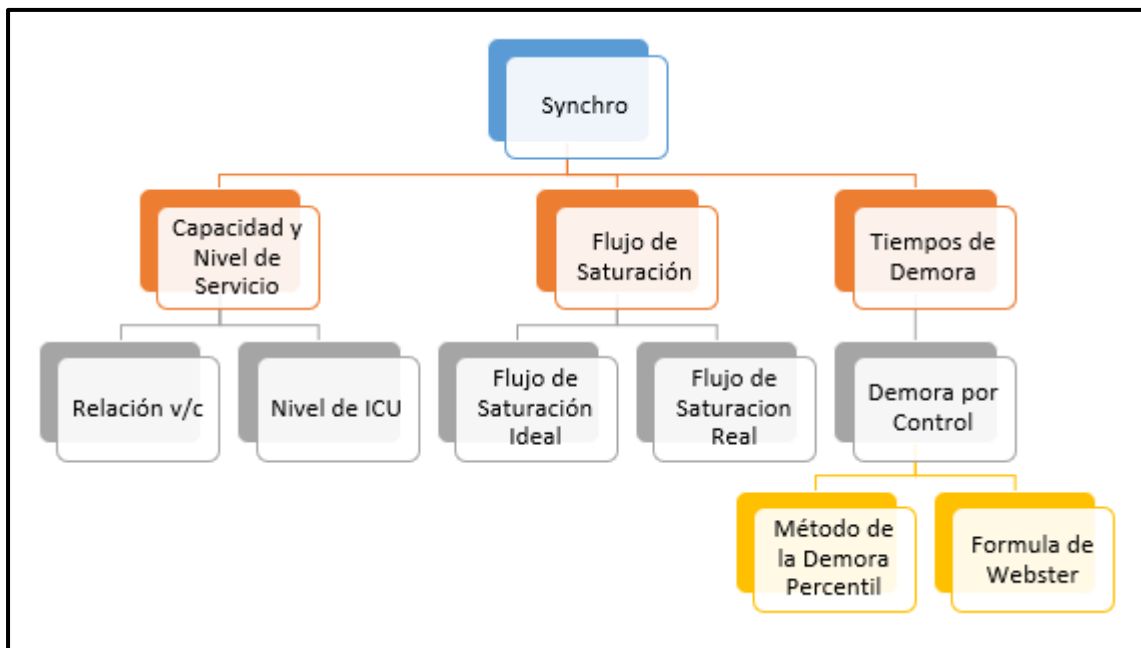 Synchro
Capacidad y
Nivel de
Servicio
Flujo de
Saturación
Tiempos de
Demora
Relación v/c
Nivel de ICU
Flujo de
Saturación
Ideal
Flujo de
Saturacion
Real
Demora por
Control
Método de
la Demora
Percentil
Formula de
Webster